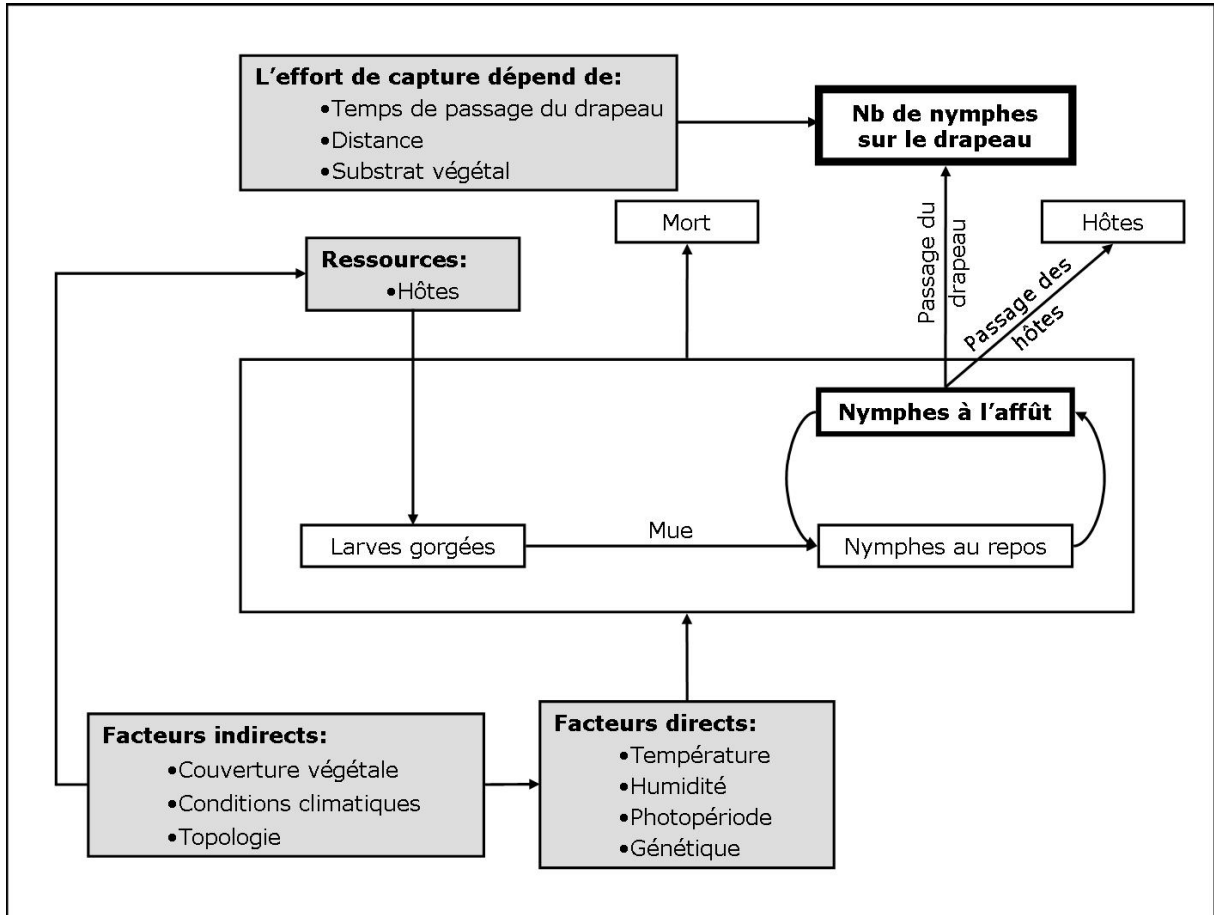 L'effort de capture dépend de:
•Temps de passage du drapeau
•Distance
•Substrat végétal
Nb de nymphes
sur le drapeau
Mort
Passage du
drapeau
Hôtes
Passage des
hôtes
Ressources:
•Hôtes
Nymphes à l'affût
Larves gorgées
Mue
Nymphes au repos
Facteurs indirects:
•Couverture végétale
•Conditions climatiques
•Topologie
Facteurs directs:
•Température
•Humidité
•Photopériode
•Génétique